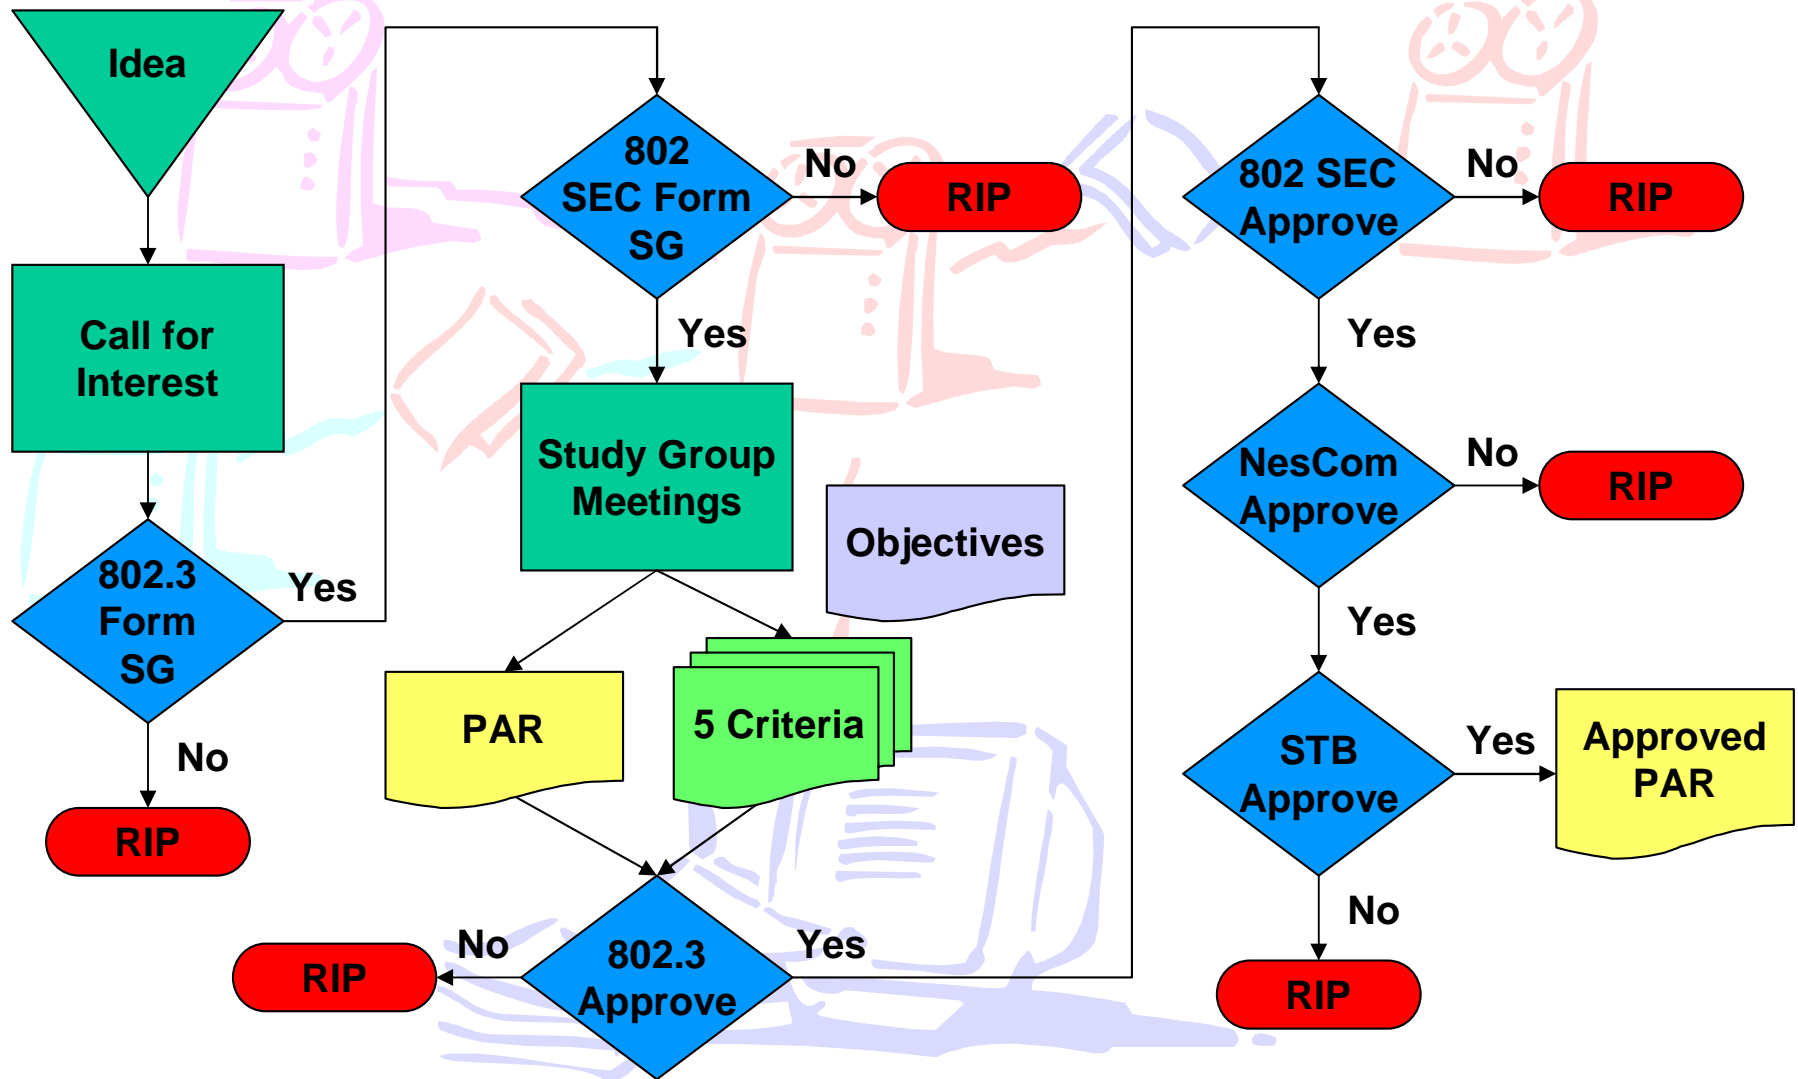 Idea
Call for
Interest
802.3
Form
SG
Yes
No
RIP
802
SEC Form
SG
No
RIP
Yes
Study Group
Meetings
Objectives
PAR
5 Criteria
802.3
Approve
No
RIP
Yes
802 SEC
Approve
No
RIP
Yes
NesCom
Approve
No
RIP
Yes
STB
Approve
Yes
Approved
PAR
No
RIP